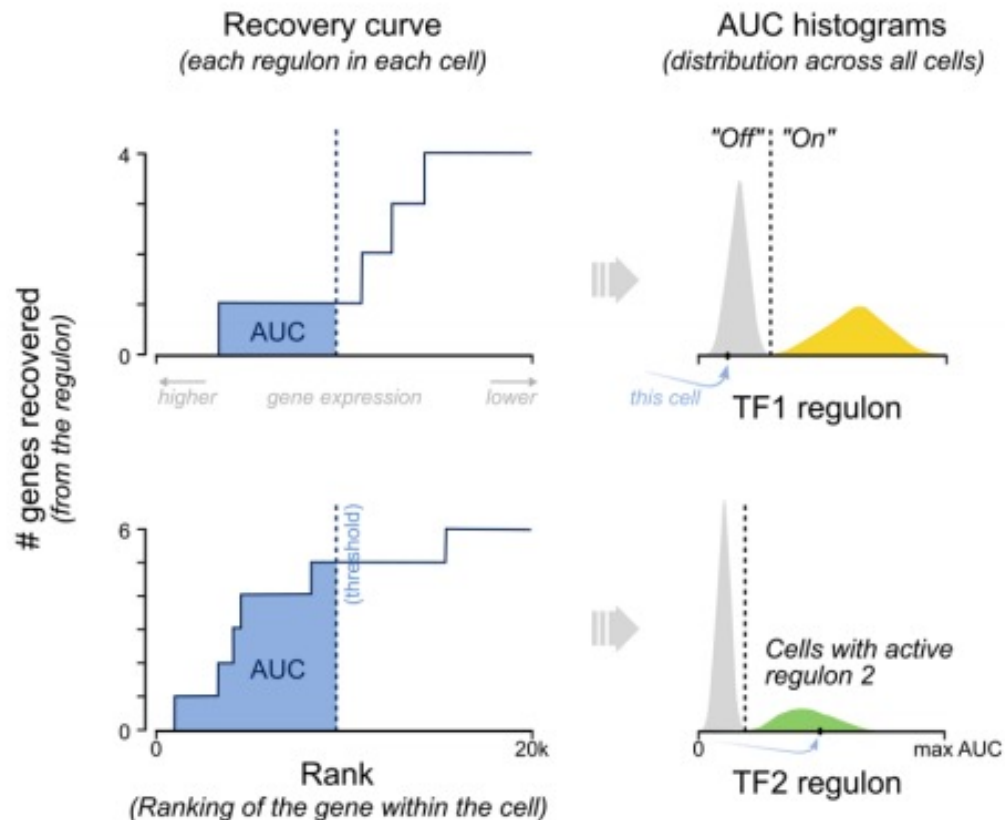 Recovery curve
(each regulon in each cell)
AUC histograms
(distribution across all cells)
# genes recovered
(from the regulon)
4
AUC
0
higher
gene expression
lower
"Off"
"On"
this cell
TF1 regulon
6
(threshold)
AUC
0
0
20k
Rank
(Ranking of the gene within the cell)
Cells with active
regulon 2
0
max AUC
TF2 regulon